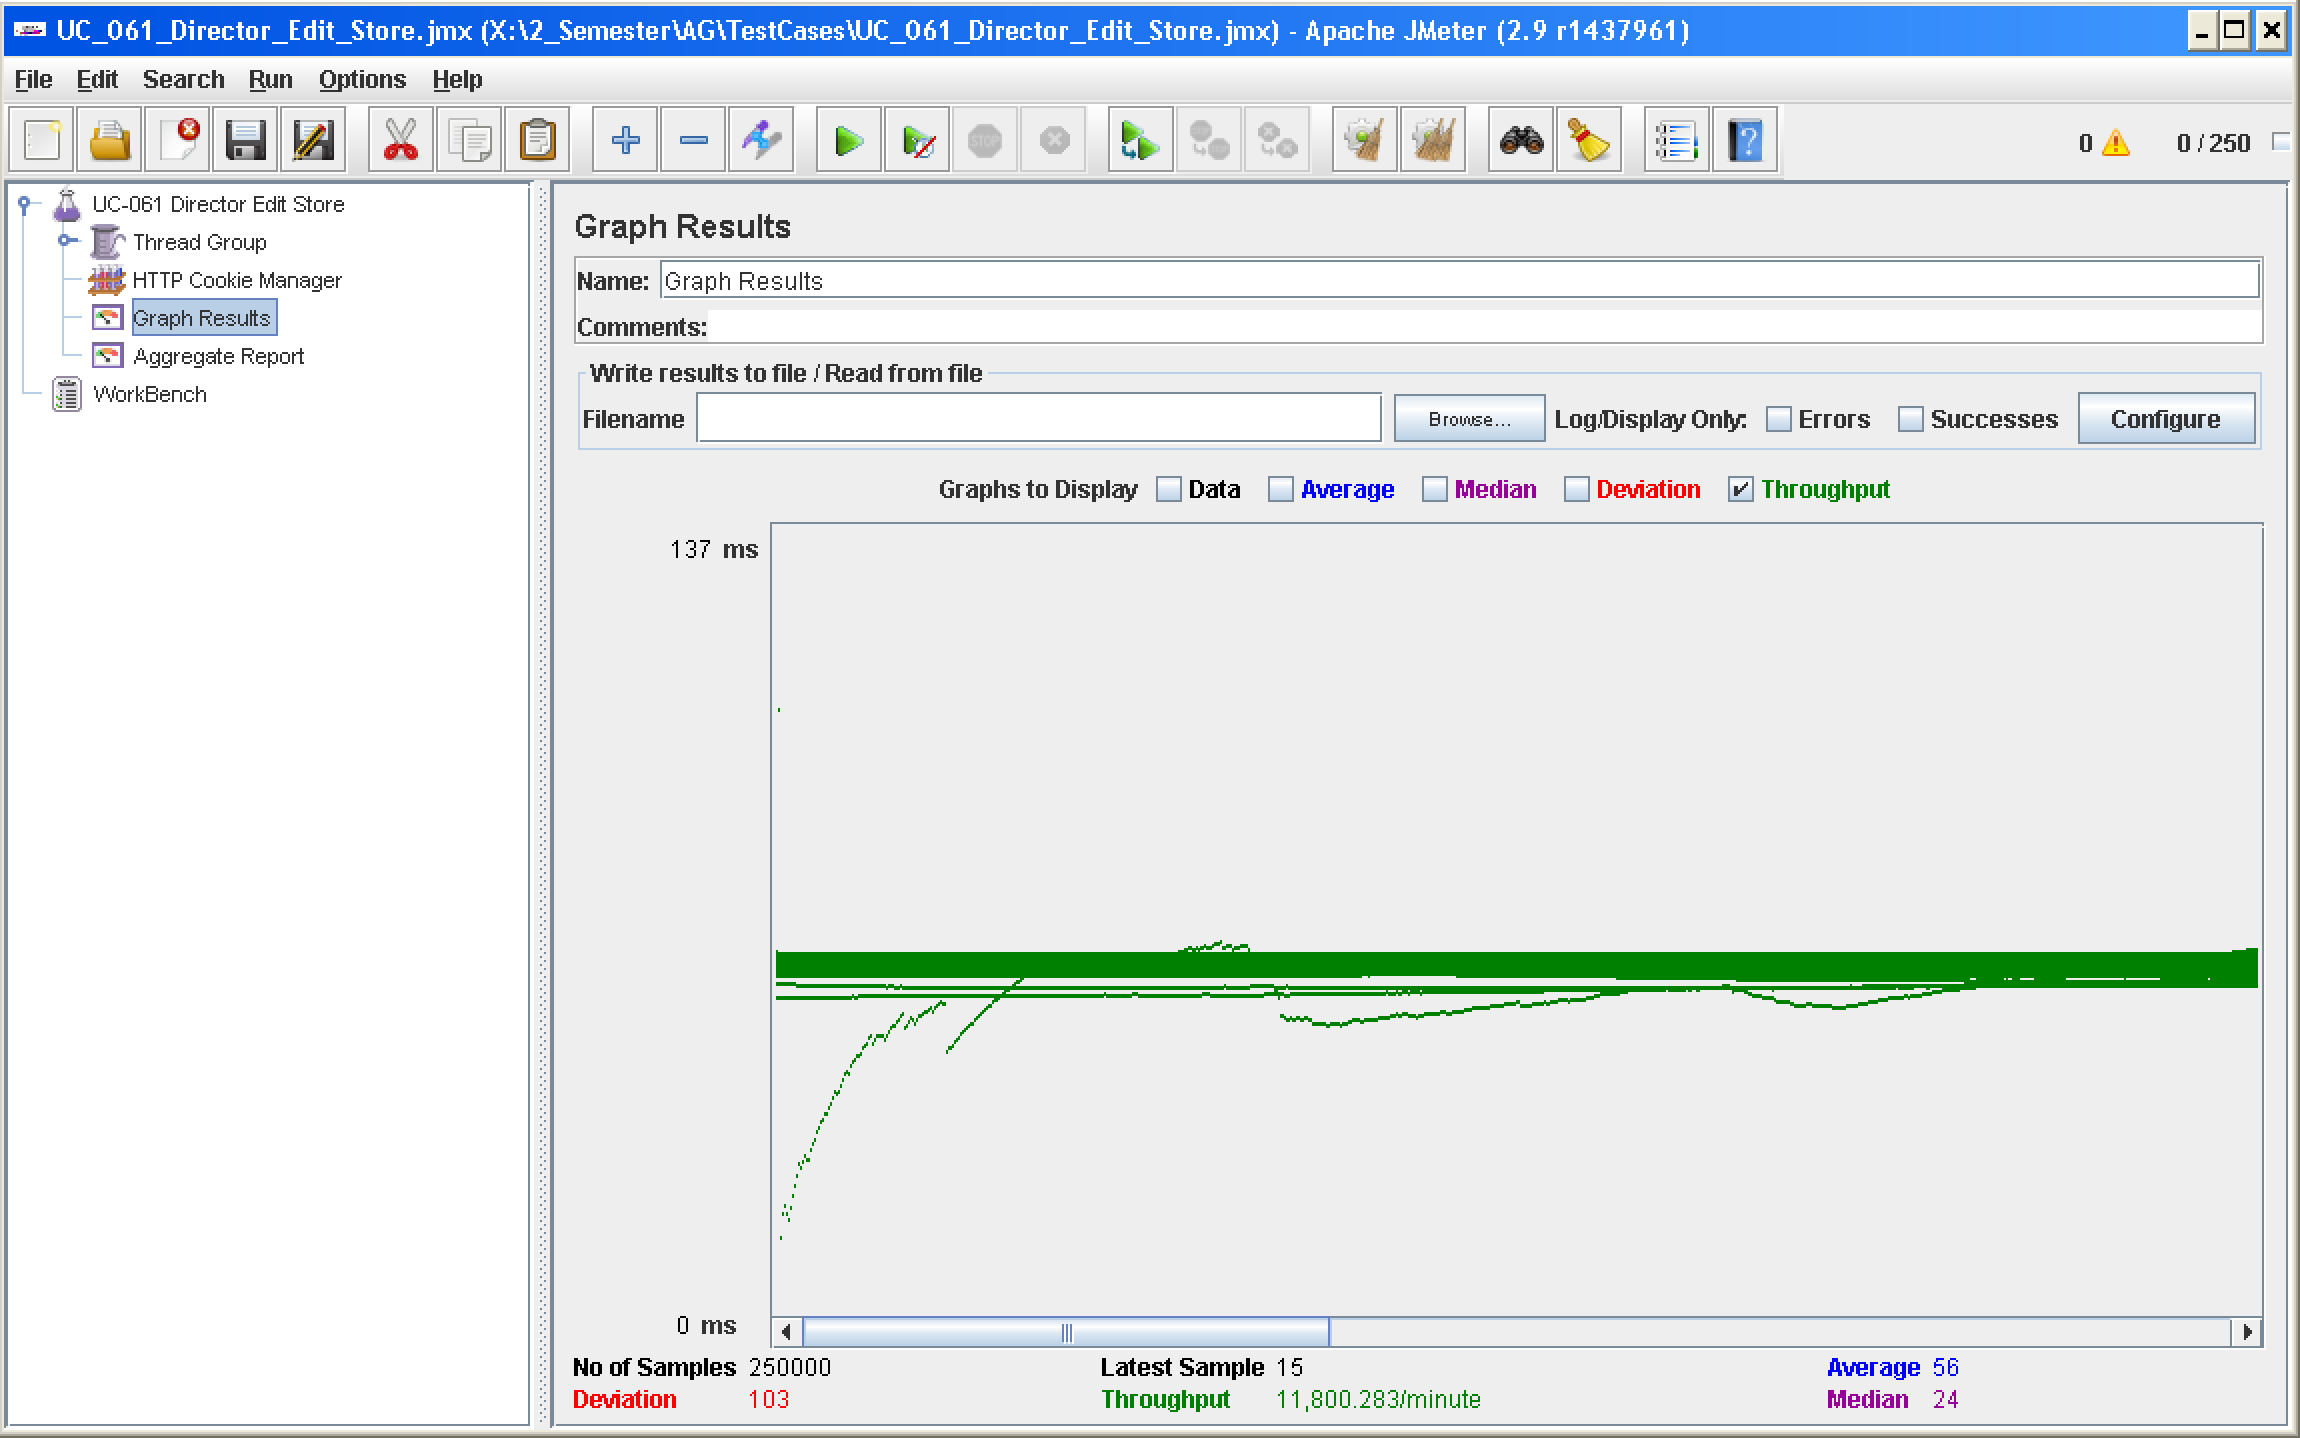 UC_061_Director_Edit_Store.jmx (X:\2_Semester\AG\TestCases\UC_061_Director_Edit_Store.jmx) - Apache JMeter (2.9 r1437961)
File Edit Search Run Options Help
0 0 / 250
UC-061 Director Edit Store
Thread Group
HTTP Cookie Manager
Graph Results
Aggregate Report
WorkBench
Graph Results
Name: Graph Results
Comments:
Write results to file / Read from file
Filename Browse... Log/Display Only: Errors Successes Configure
Graphs to Display Data Average Median Deviation Throughput
137 ms
0 ms
No of Samples 250000 Latest Sample 15 Average 56
Deviation 103 Throughput 11,800.283/minute Median 24